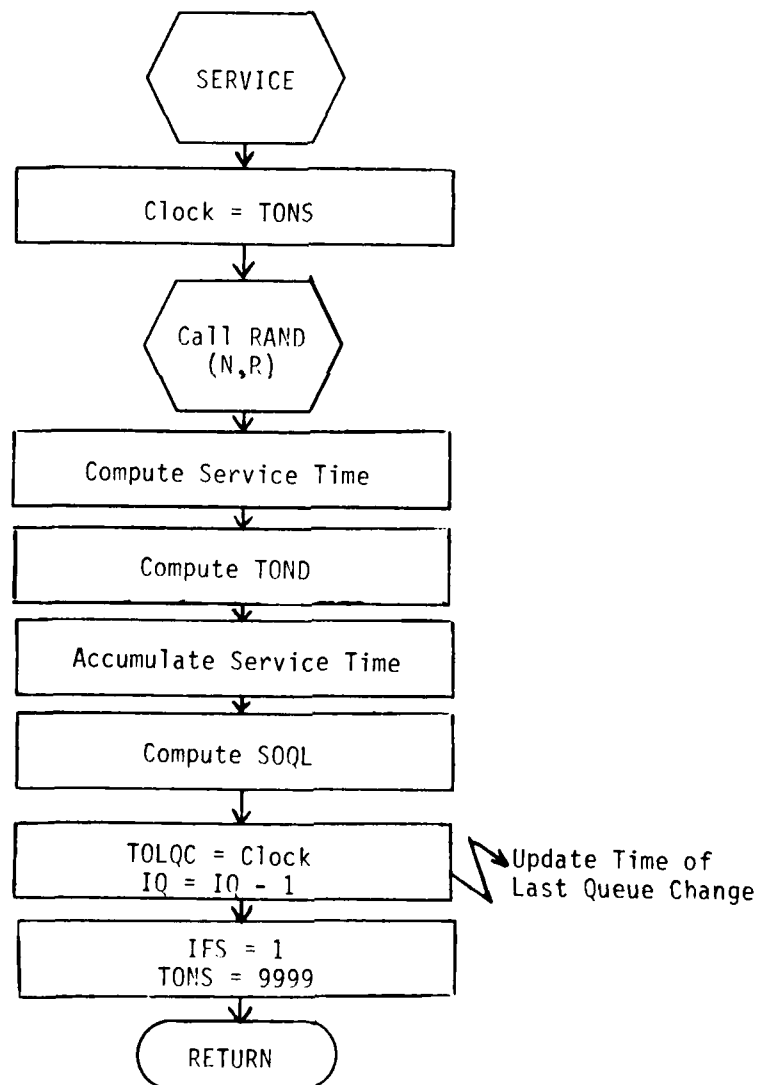 SERVICE
Clock = TONS
Call RAND
(N,R)
Compute Service Time
Compute TOND
Accumulate Service Time
Compute SOQL
TOLQC = Clock
IQ = IQ - 1
Update Time of
Last Queue Change
IFS = 1
TONS = 9999
RETURN